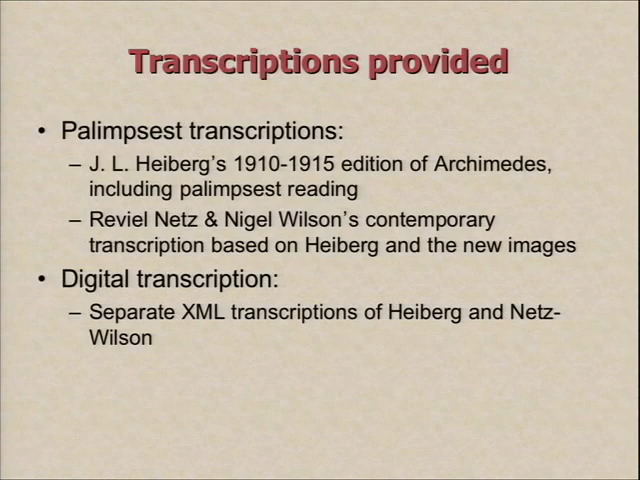 Transcriptions provided
• Palimpsest transcriptions:
– J. L. Heiberg's 1910-1915 edition of Archimedes,
including palimpsest reading
– Reviel Netz & Nigel Wilson's contemporary
transcription based on Heiberg and the new images
• Digital transcription:
– Separate XML transcriptions of Heiberg and Netz-
Wilson